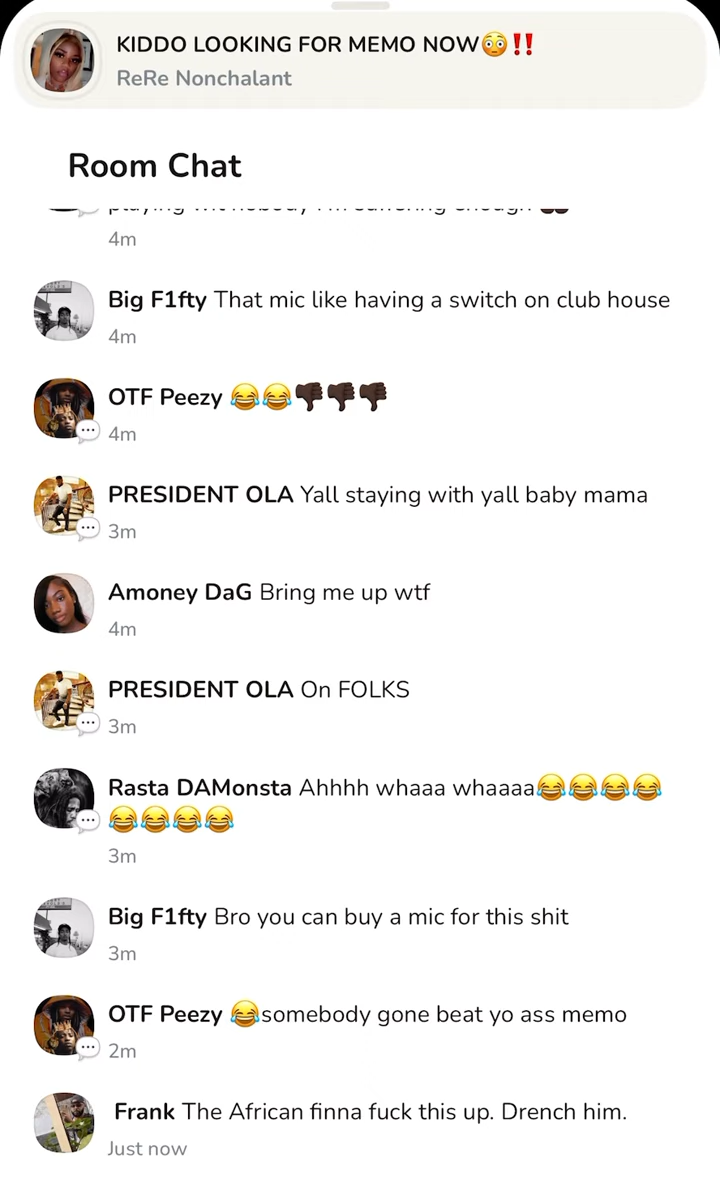 KIDDO LOOKING FOR MEMO NOW😳‼️
ReRe Nonchalant
Room Chat
4m
Big F1fty That mic like having a switch on club house
4m
OTF Peezy 😂😂👎🏿👎🏿👎🏿
4m
PRESIDENT OLA Yall staying with yall baby mama
3m
Amoney DaG Bring me up wtf
4m
PRESIDENT OLA On FOLKS
3m
Rasta DAMonsta Ahhhh whaaa whaaaa😂😂😂😂
😂😂😂😂
3m
Big F1fty Bro you can buy a mic for this shit
3m
OTF Peezy 😂somebody gone beat yo ass memo
2m
Frank The African finna fuck this up. Drench him.
Just now